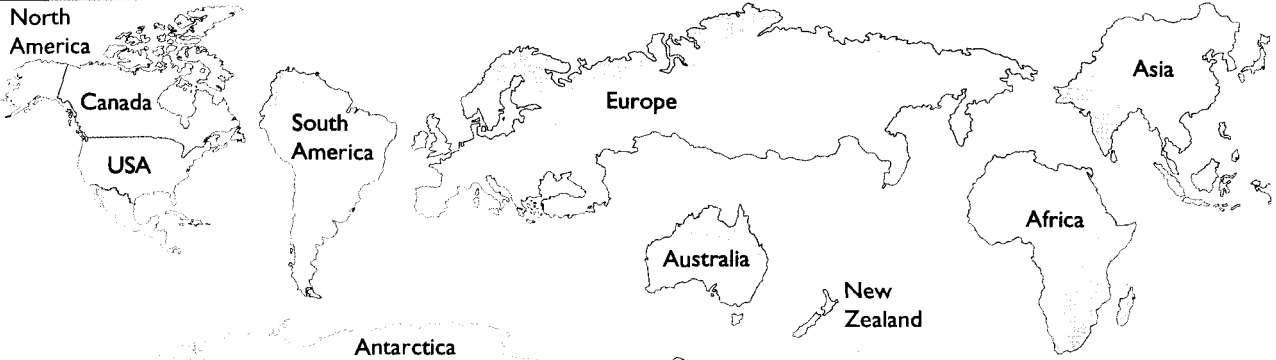 North
America
Canada
USA
South
America
Europe
Asia
Africa
Australia
New
Zealand
Antarctica